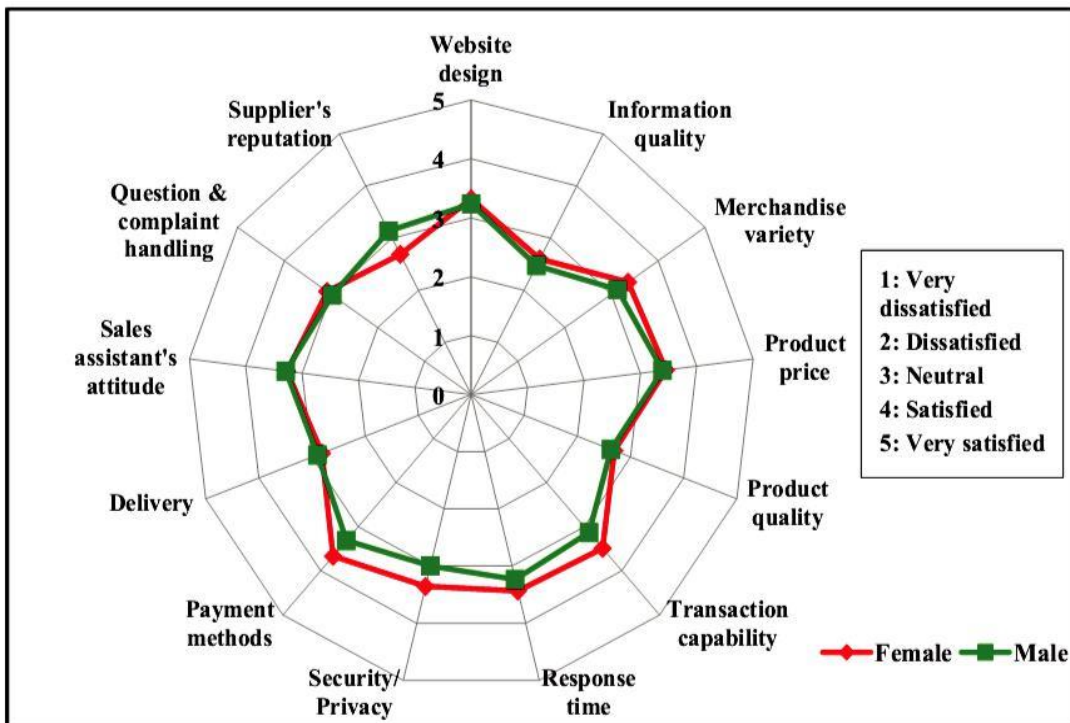 Website
design
Information
quality
Merchandise
variety
Product
price
Product
quality
Transaction
capability
Response
time
Security/
Privacy
Payment
methods
Delivery
Sales
assistant's
attitude
Question &
complaint
handling
Supplier's
reputation
5
4
3
2
1
0
1: Very
dissatisfied
2: Dissatisfied
3: Neutral
4: Satisfied
5: Very satisfied
Female
Male